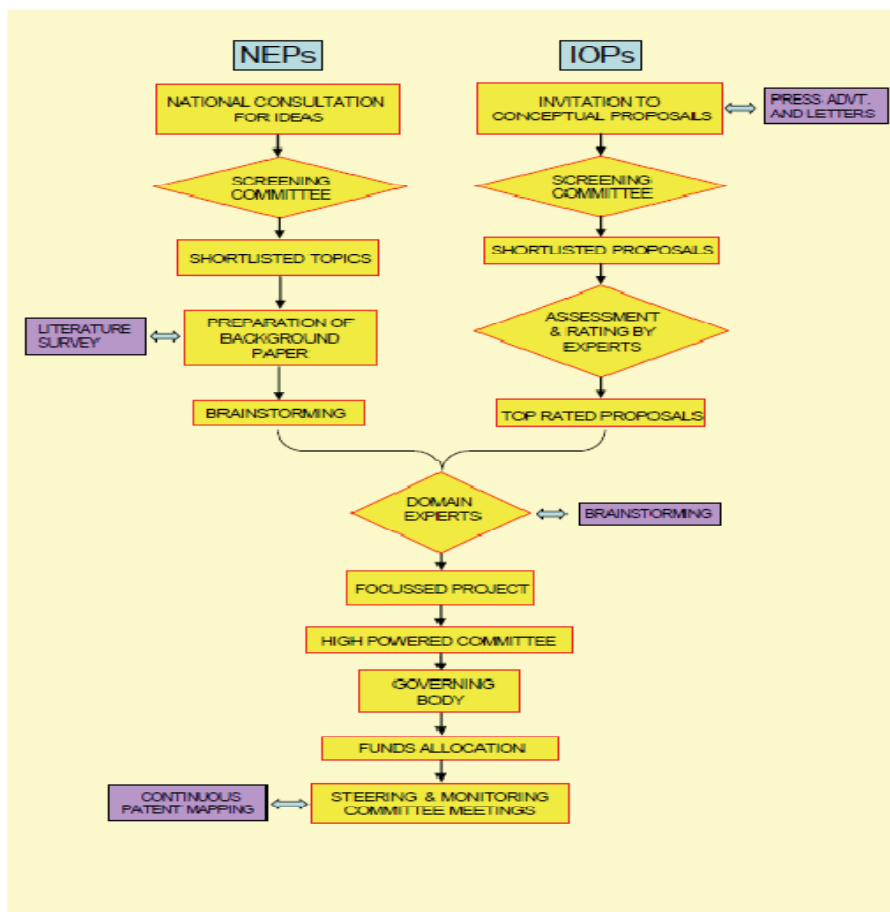 NEPs
NATIONAL CONSULTATION
FOR IDEAS
SCREENING
COMMITTEE
SHORTLISTED TOPICS
LITERATURE
SURVEY
PREPARATION OF
BACKGROUND
PAPER
BRAINSTORMING
IOPs
INVITATION TO
CONCEPTUAL PROPOSALS
PRESS ADVT.
AND LETTERS
SCREENING
COMMITTEE
SHORTLISTED PROPOSALS
ASSESSMENT
& RATING BY
EXPERTS
TOP RATED PROPOSALS
DOMAIN
EXPERTS
BRAINSTORMING
FOCUSSED PROJECT
HIGH POWERED COMMITTEE
GOVERNING
BODY
FUNDS ALLOCATION
CONTINUOUS
PATENT MAPPING
STEERING & MONITORING
COMMITTEE MEETINGS